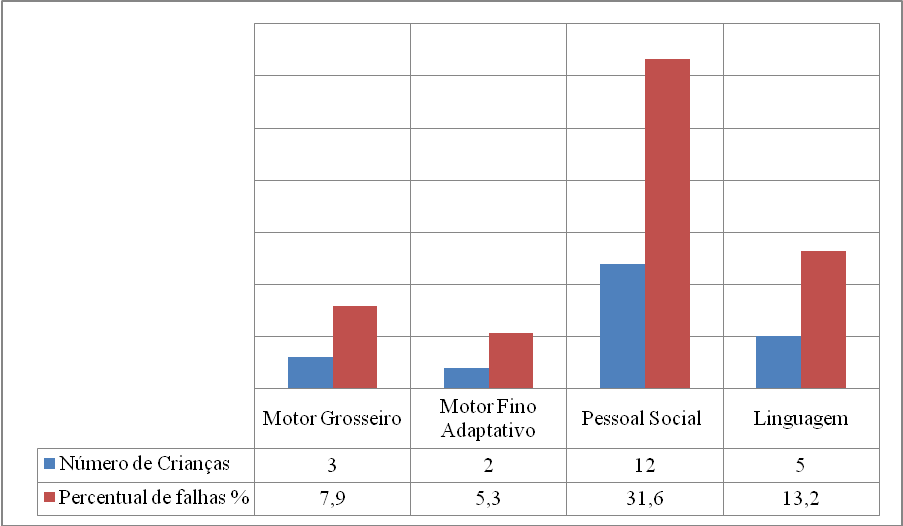 Motor Grosseiro
Motor Fino
Adaptativo
Pessoal Social
Linguagem
Número de Crianças 3 2 12 5
Percentual de falhas % 7,9 5,3 31,6 13,2